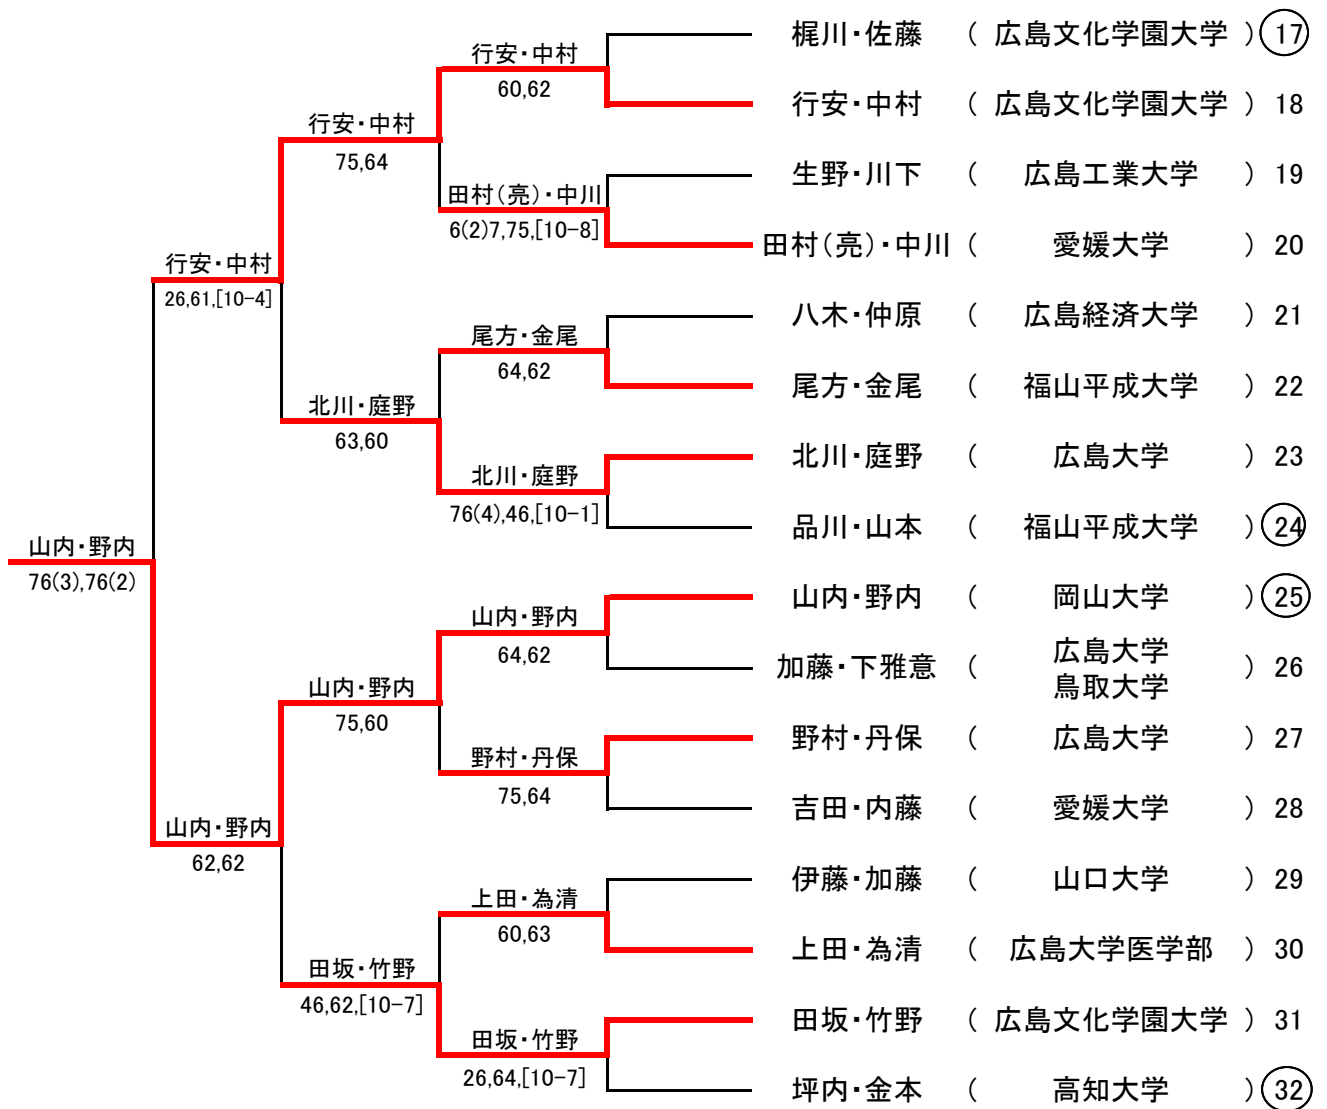 梶川・佐藤 ( 広島文化学園大学 ) 17
行安・中村
60,62
行安・中村 ( 広島文化学園大学 ) 18
行安・中村
75,64
生野・川下 ( 広島工業大学 ) 19
田村(亮)・中川
6(2)7,75,[10-8]
田村(亮)・中川 ( 愛媛大学 ) 20
行安・中村
26,61,[10-4]
八木・仲原 ( 広島経済大学 ) 21
尾方・金尾
64,62
尾方・金尾 ( 福山平成大学 ) 22
北川・庭野
63,60
北川・庭野 ( 広島大学 ) 23
北川・庭野
76(4),46,[10-1]
品川・山本 ( 福山平成大学 ) 24
山内・野内
76(3),76(2)
山内・野内 ( 岡山大学 ) 25
山内・野内
64,62
加藤・下雅意 ( 広島大学
鳥取大学 ) 26
山内・野内
75,60
野村・丹保 ( 広島大学 ) 27
野村・丹保
75,64
吉田・内藤 ( 愛媛大学 ) 28
山内・野内
62,62
伊藤・加藤 ( 山口大学 ) 29
上田・為清
60,63
上田・為清 ( 広島大学医学部 ) 30
田坂・竹野
46,62,[10-7]
田坂・竹野 ( 広島文化学園大学 ) 31
田坂・竹野
26,64,[10-7]
坪内・金本 ( 高知大学 ) 32